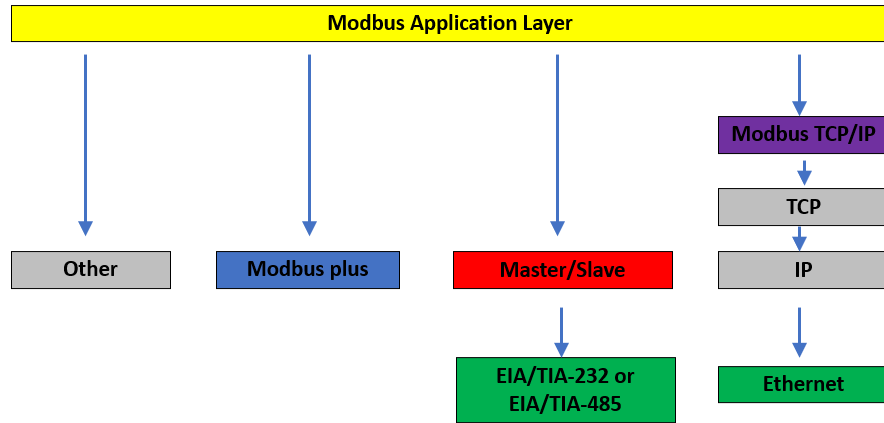 Modbus Application Layer
Modbus TCP/IP
TCP
Other
Modbus plus
Master/Slave
IP
EIA/TIA-232 or
EIA/TIA-485
Ethernet